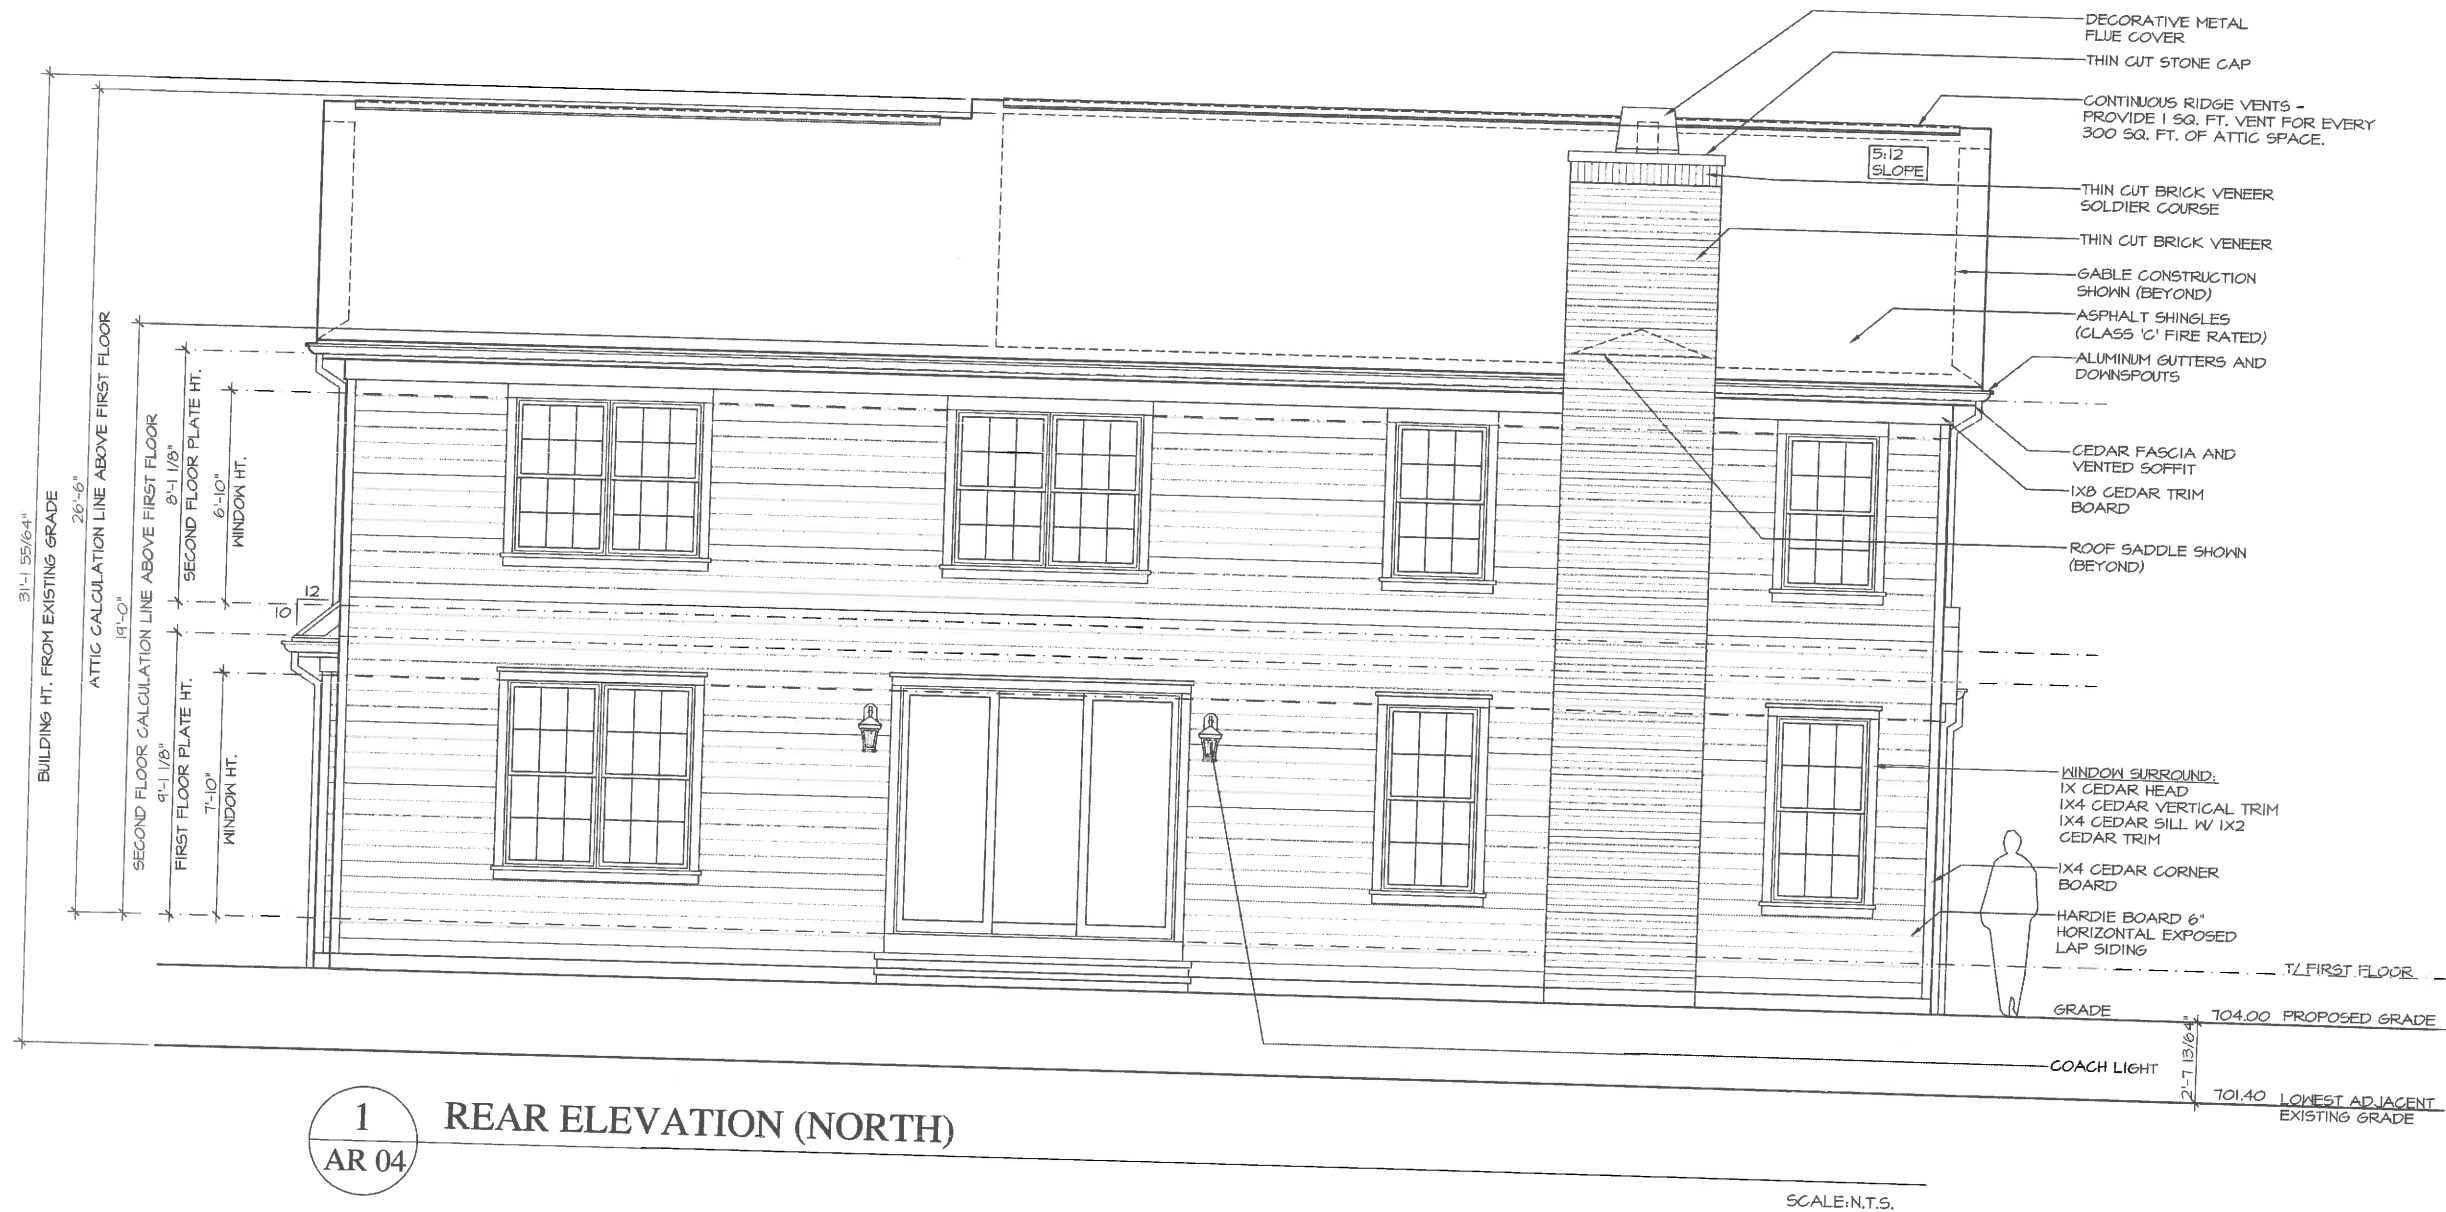 DECORATIVE METAL
FLUE COVER
THIN CUT STONE CAP
CONTINUOUS RIDGE VENTS -
PROVIDE 1 SQ. FT. VENT FOR EVERY
300 SQ. FT. OF ATTIC SPACE.
5:12
SLOPE
THIN CUT BRICK VENEER
SOLDIER COURSE
THIN CUT BRICK VENEER
GABLE CONSTRUCTION
SHOWN (BEYOND)
ASPHALT SHINGLES
(CLASS 'C' FIRE RATED)
ALUMINUM GUTTERS AND
DOWNSPOUTS
CEDAR FASCIA AND
VENTED SOFFIT
1X8 CEDAR TRIM
BOARD
ROOF SADDLE SHOWN
(BEYOND)
WINDOW SURROUND:
1X CEDAR HEAD
1X4 CEDAR VERTICAL TRIM
1X4 CEDAR SILL W/ 1X2
CEDAR TRIM
1X4 CEDAR CORNER
BOARD
HARDIE BOARD 6"
HORIZONTAL EXPOSED
LAP SIDING
T/ FIRST FLOOR
GRADE
704.00 PROPOSED GRADE
2'-7 13/64"
COACH LIGHT
701.40 LOWEST ADJACENT
EXISTING GRADE
31'-1 55/64"
BUILDING HT. FROM EXISTING GRADE
26'-6"
ATTIC CALCULATION LINE ABOVE FIRST FLOOR
19'-0"
SECOND FLOOR CALCULATION LINE ABOVE FIRST FLOOR
8'-1 1/8"
SECOND FLOOR PLATE HT.
6'-10"
WINDOW HT.
12
10
9'-1 1/8"
FIRST FLOOR PLATE HT.
7'-10"
WINDOW HT.
1
AR 04
REAR ELEVATION (NORTH)
SCALE:N.T.S.